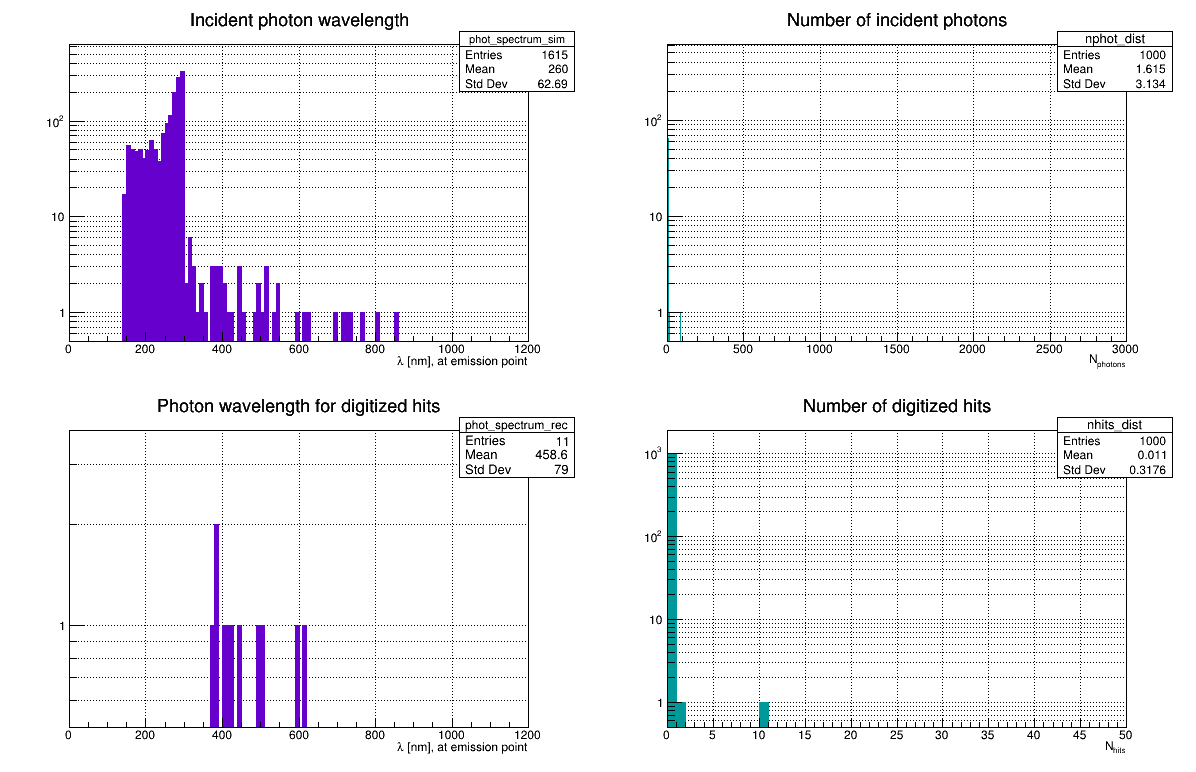 Incident photon wavelength
phot_spectrum_sim
Entries 1615
Mean 260
Std Dev 62.69
10²
10
1
0 200 400 600 800 1000 1200
λ [nm], at emission point
Number of incident photons
nphot_dist
Entries 1000
Mean 1.615
Std Dev 3.134
10²
10
1
0 500 1000 1500 2000 2500 3000
Nphotons
Photon wavelength for digitized hits
phot_spectrum_rec
Entries 11
Mean 458.6
Std Dev 79
1
0 200 400 600 800 1000 1200
λ [nm], at emission point
Number of digitized hits
nhits_dist
Entries 1000
Mean 0.011
Std Dev 0.3176
10³
10²
10
1
0 5 10 15 20 25 30 35 40 45 50
Nhits